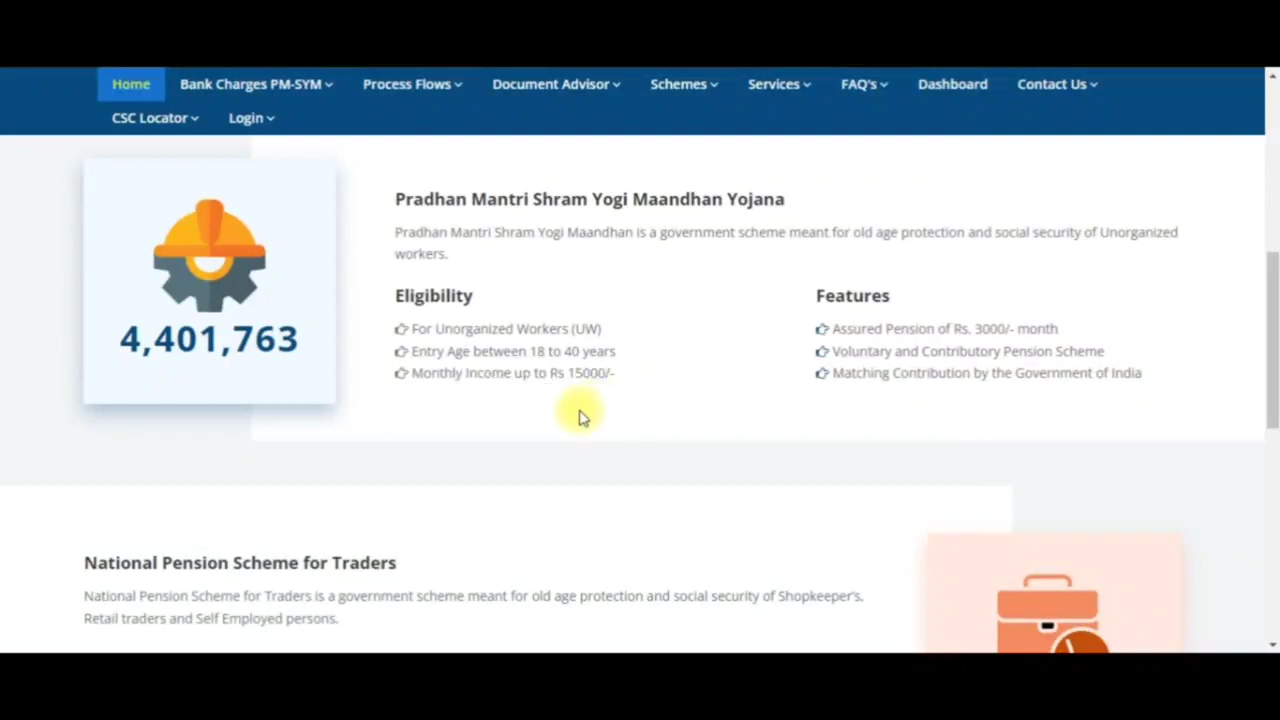 Home Bank Charges PM-SYM Process Flows Document Advisor Schemes Services FAQ's Dashboard Contact Us
CSC Locator Login
4,401,763
Pradhan Mantri Shram Yogi Maandhan Yojana
Pradhan Mantri Shram Yogi Maandhan is a government scheme meant for old age protection and social security of Unorganized
workers.
Eligibility
For Unorganized Workers (UW)
Entry Age between 18 to 40 years
Monthly Income up to Rs 15000/-
Features
Assured Pension of Rs. 3000/- month
Voluntary and Contributory Pension Scheme
Matching Contribution by the Government of India
National Pension Scheme for Traders
National Pension Scheme for Traders is a government scheme meant for old age protection and social security of Shopkeeper's,
Retail traders and Self Employed persons.